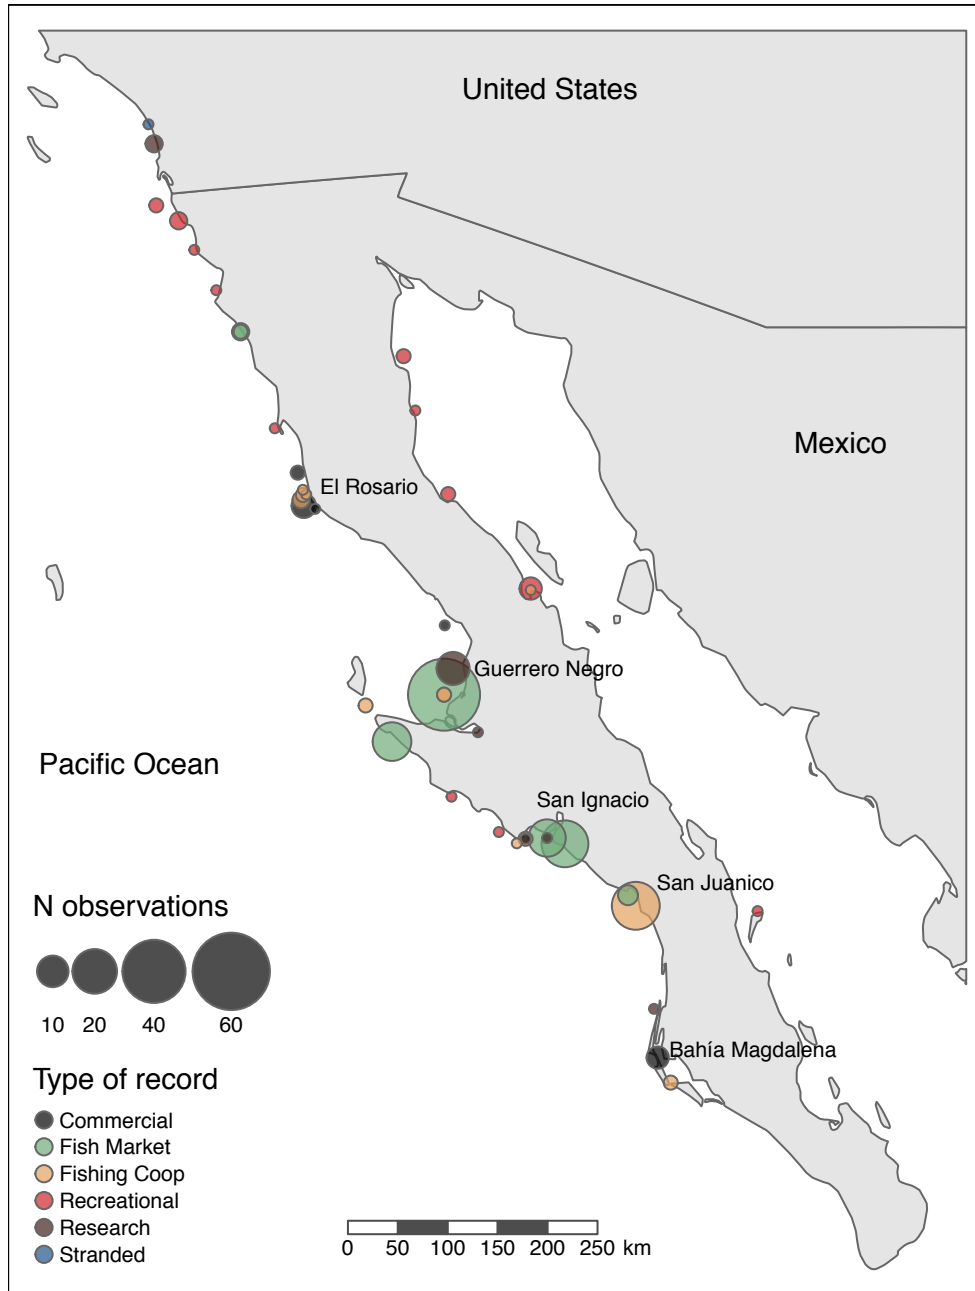 United States
Mexico
El Rosario
Guerrero Negro
Pacific Ocean
San Ignacio
San Juanico
N observations
10 20 40 60
Bahía Magdalena
Type of record
Commercial
Fish Market
Fishing Coop
Recreational
Research
Stranded
0 50 100 150 200 250 km